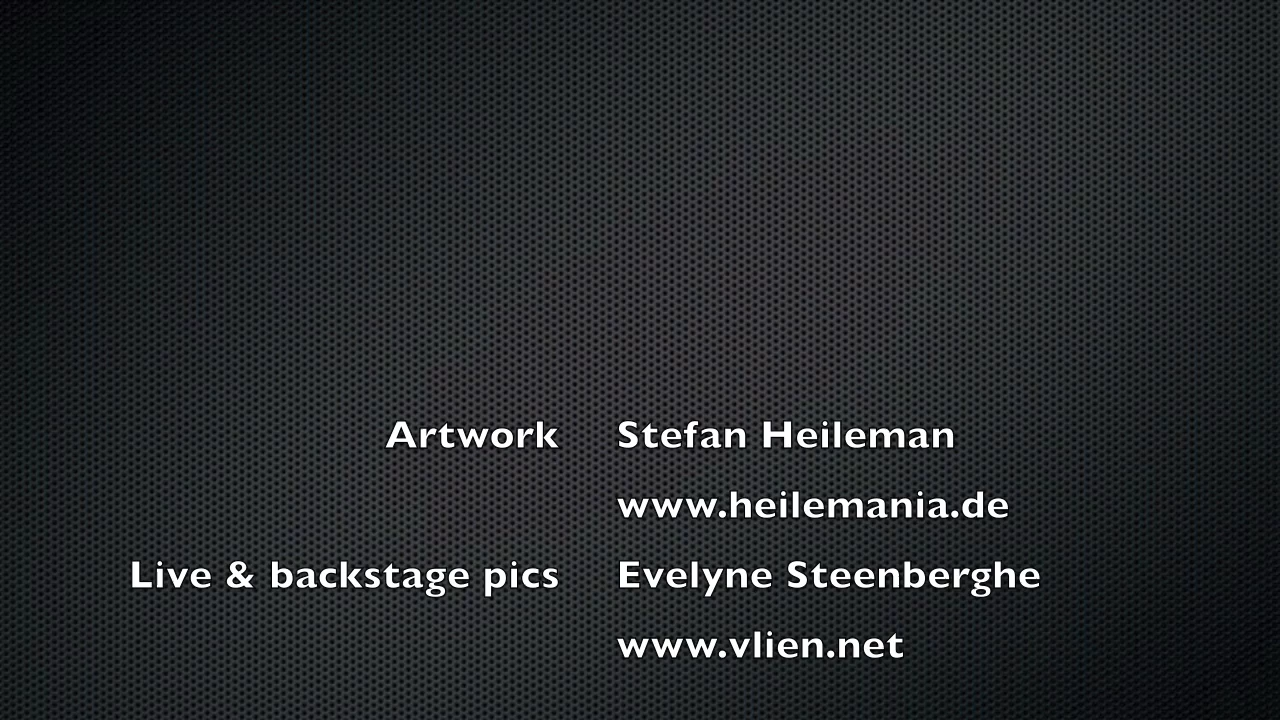 Artwork Stefan Heileman
www.heilemania.de
Live & backstage pics Evelyne Steenberghe
www.vlien.net